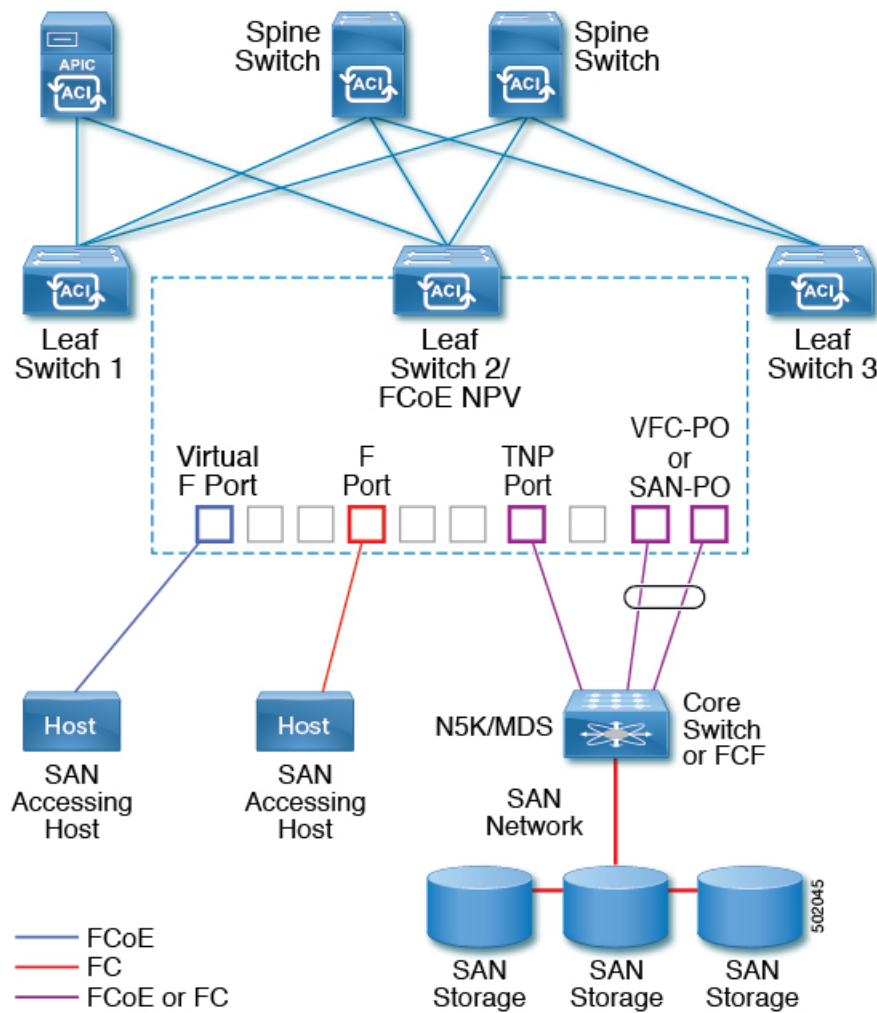 Spine
Switch
Spine
Switch
APIC
ACI
ACI
ACI
ACI
ACI
ACI
Leaf
Switch 1
Leaf
Switch 2/
FCoE NPV
Leaf
Switch 3
Virtual
F Port
F
Port
TNP
Port
VFC-PO
or
SAN-PO
Host
SAN
Accessing
Host
Host
SAN
Accessing
Host
N5K/MDS
Core
Switch
or FCF
SAN
Network
SAN
Storage
SAN
Storage
SAN
Storage
502045
FCoE
FC
FCoE or FC